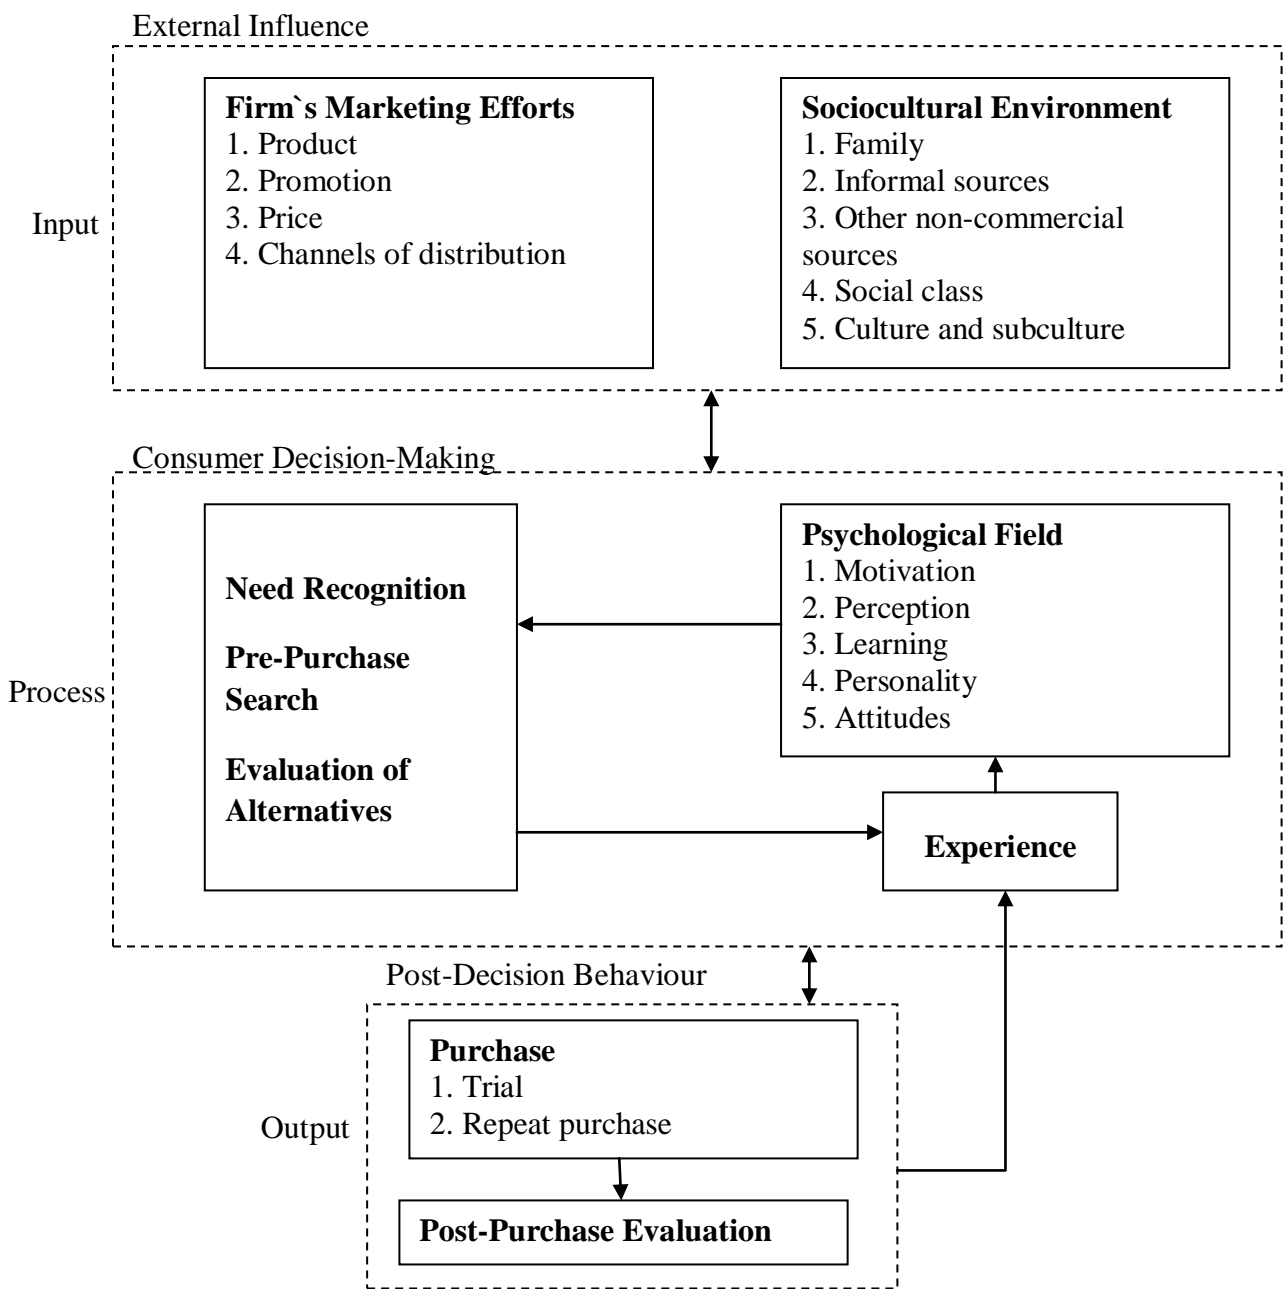 External Influence
Firm`s Marketing Efforts
1. Product
2. Promotion
3. Price
4. Channels of distribution
Sociocultural Environment
1. Family
2. Informal sources
3. Other non-commercial
sources
4. Social class
5. Culture and subculture
Input
Consumer Decision-Making
Need Recognition
Pre-Purchase
Search
Evaluation of
Alternatives
Psychological Field
1. Motivation
2. Perception
3. Learning
4. Personality
5. Attitudes
Process
Experience
Post-Decision Behaviour
Purchase
1. Trial
2. Repeat purchase
Output
Post-Purchase Evaluation